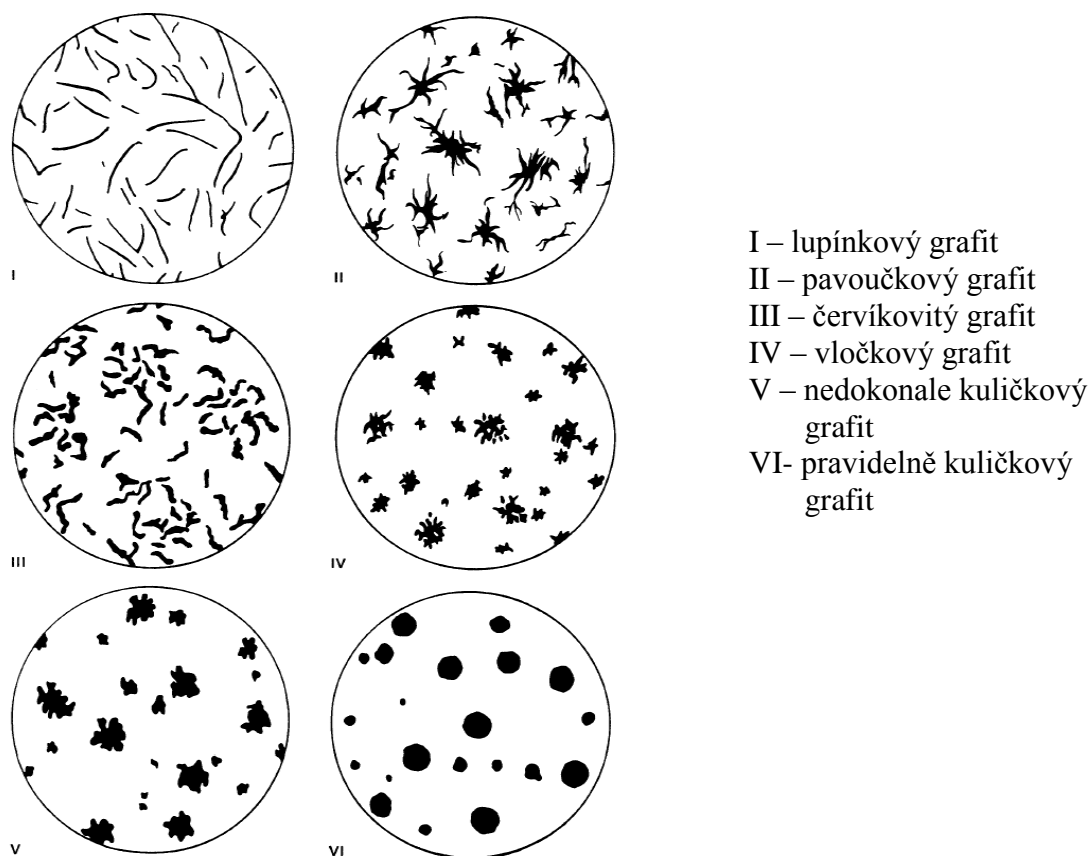 I
II
III
IV
V
VI
I – lupínkový grafit
II – pavoučkový grafit
III – červíkovitý grafit
IV – vločkový grafit
V – nedokonale kuličkový
grafit
VI- pravidelně kuličkový
grafit